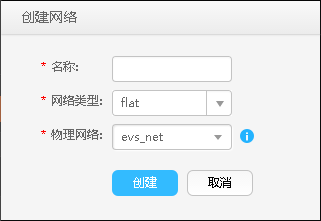 创建网络
* 名称:
* 网络类型: flat
* 物理网络: evs_net
创建 取消